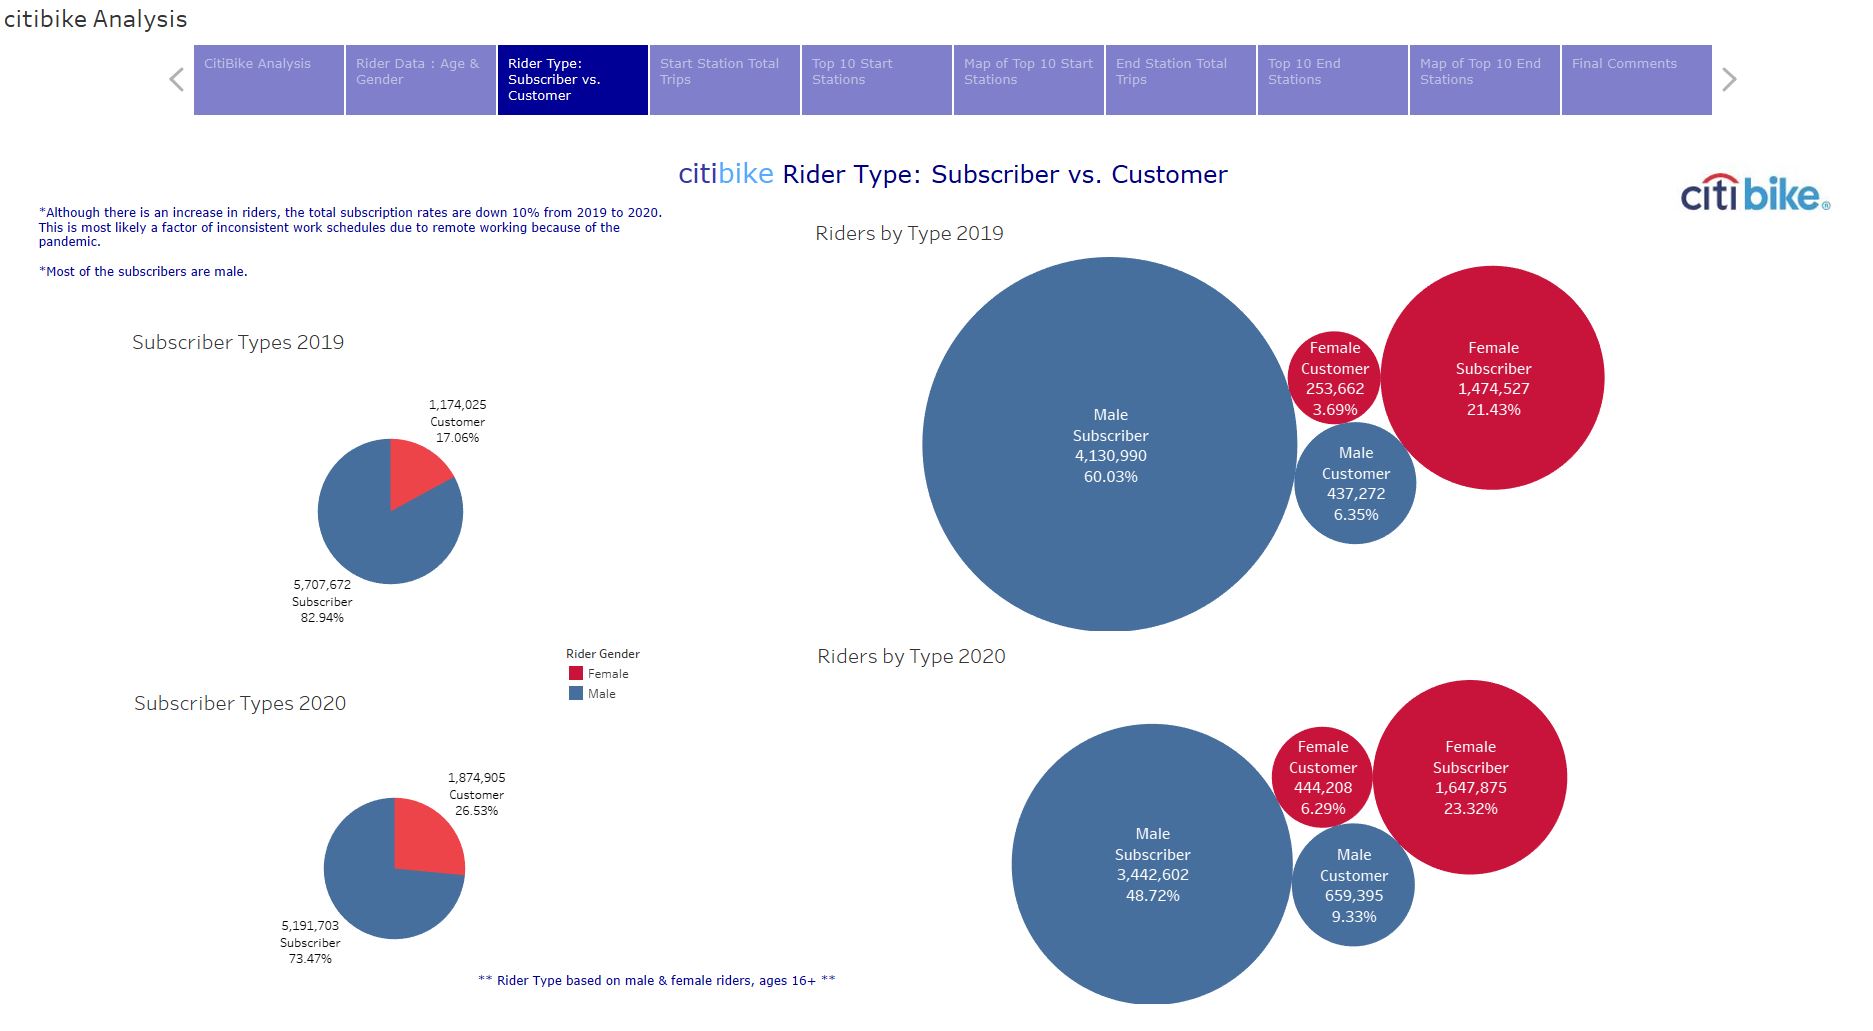 citibike Analysis
CitiBike Analysis
Rider Data : Age &
Gender
Rider Type:
Subscriber vs.
Customer
Start Station Total
Trips
Top 10 Start
Stations
Map of Top 10 Start
Stations
End Station Total
Trips
Top 10 End
Stations
Map of Top 10 End
Stations
Final Comments
citibike Rider Type: Subscriber vs. Customer
citi bike®
*Although there is an increase in riders, the total subscription rates are down 10% from 2019 to 2020.
This is most likely a factor of inconsistent work schedules due to remote working because of the
pandemic.
*Most of the subscribers are male.
Subscriber Types 2019
1,174,025
Customer
17.06%
5,707,672
Subscriber
82.94%
Riders by Type 2019
Male
Subscriber
4,130,990
60.03%
Female
Customer
253,662
3.69%
Female
Subscriber
1,474,527
21.43%
Male
Customer
437,272
6.35%
Rider Gender
Female
Male
Subscriber Types 2020
1,874,905
Customer
26.53%
5,191,703
Subscriber
73.47%
Riders by Type 2020
Male
Subscriber
3,442,602
48.72%
Female
Customer
444,208
6.29%
Female
Subscriber
1,647,875
23.32%
Male
Customer
659,395
9.33%
** Rider Type based on male & female riders, ages 16+ **